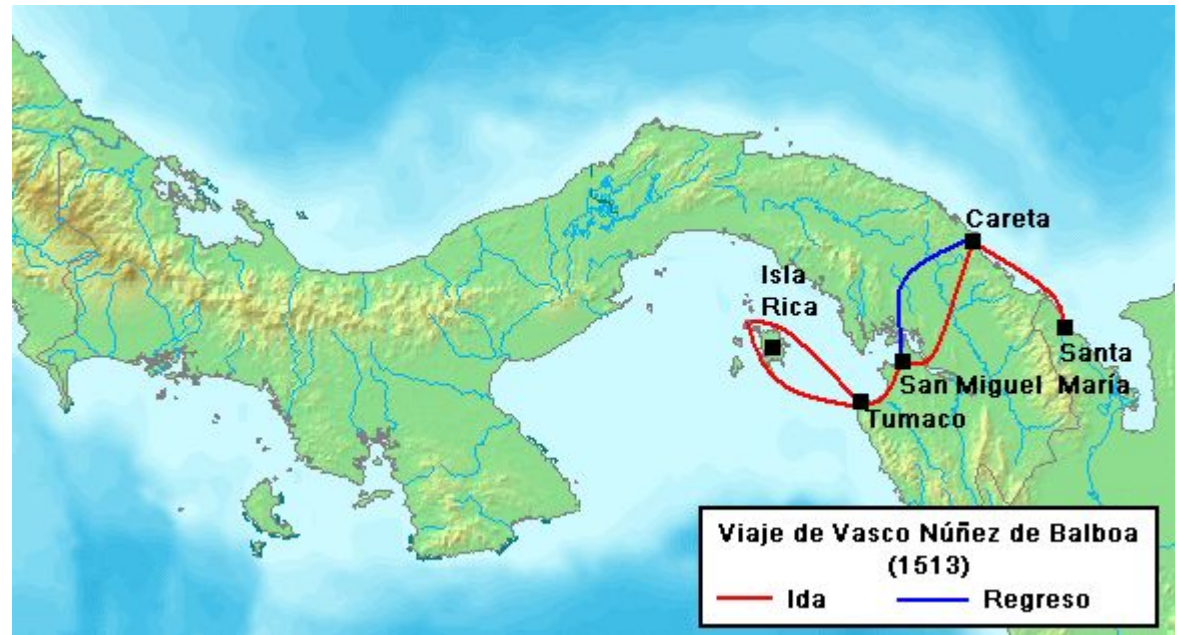 Careta
Isla
Rica
Santa
María
San Miguel
Tumaco
Viaje de Vasco Núñez de Balboa
(1513)
Ida
Regreso